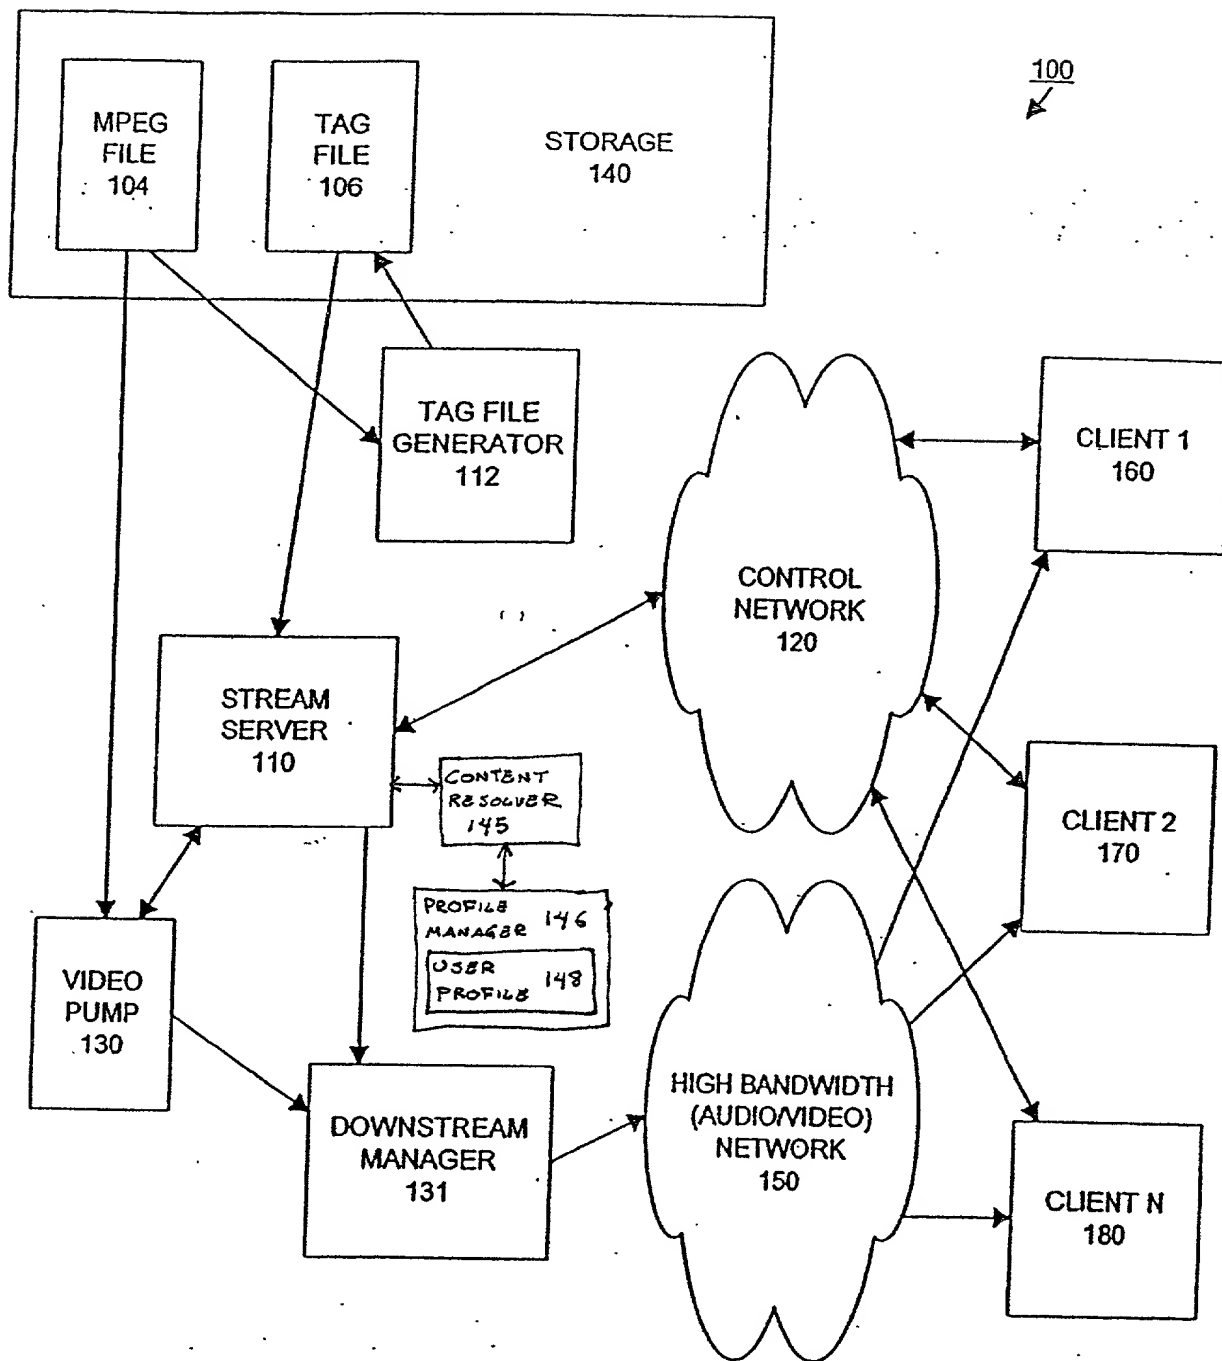 100
MPEG
FILE
104
TAG
FILE
106
STORAGE
140
TAG FILE
GENERATOR
112
CONTROL
NETWORK
120
CLIENT 1
160
STREAM
SERVER
110
CONTENT
RESOLVER
145
CLIENT 2
170
PROFILE
MANAGER 146
USER
PROFILE 148
VIDEO
PUMP
130
DOWNSTREAM
MANAGER
131
HIGH BANDWIDTH
(AUDIO/VIDEO)
NETWORK
150
CLIENT N
180